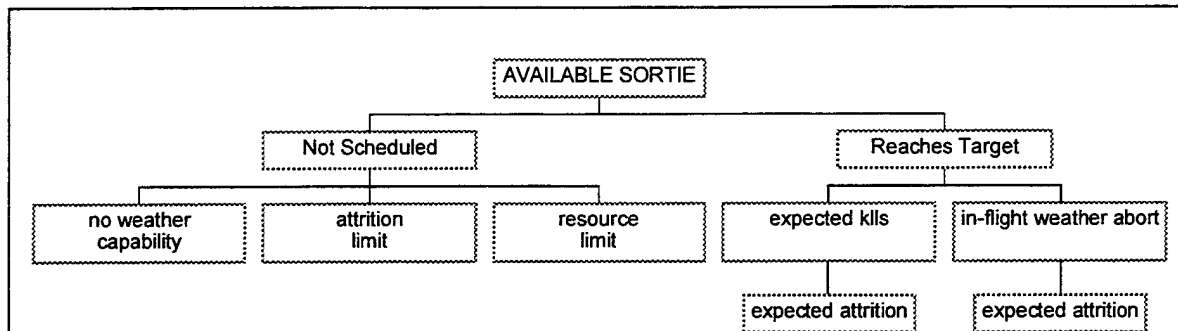 AVAILABLE SORTIE
Not Scheduled
Reaches Target
no weather
capability
attrition
limit
resource
limit
expected klls
in-flight weather abort
expected attrition
expected attrition